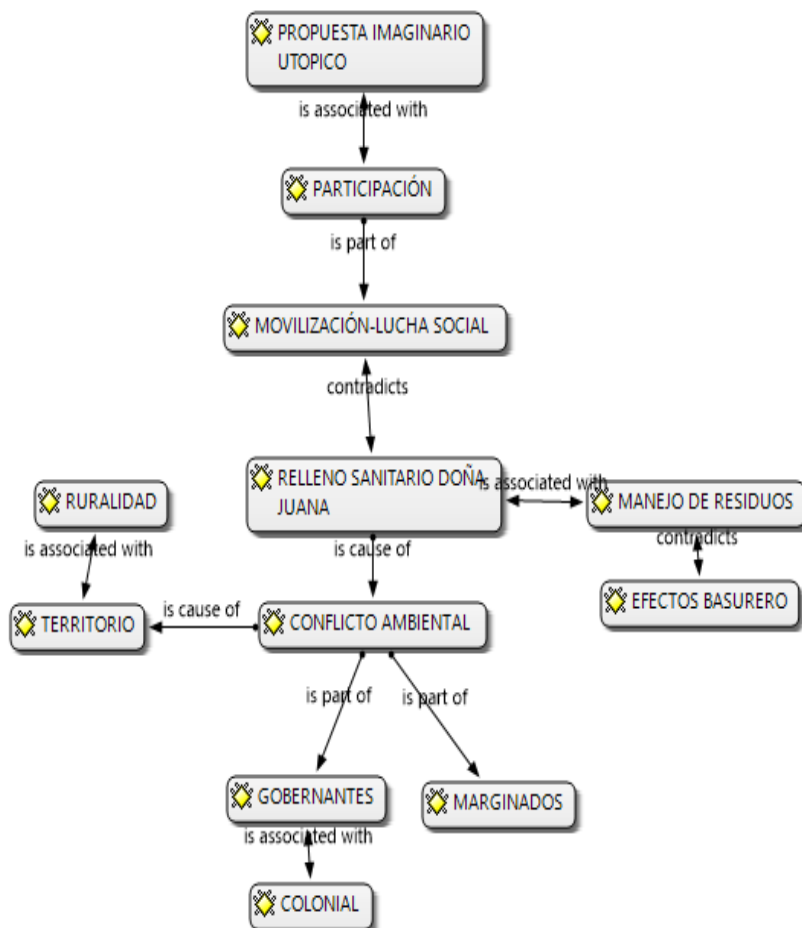 PROPUESTA IMAGINARIO
UTOPICO
is associated with
PARTICIPACIÓN
is part of
MOVILIZACIÓN-LUCHA SOCIAL
contradicts
RELLENO SANITARIO DOÑA
JUANA
is associated with
MANEJO DE RESIDUOS
contradicts
EFECTOS BASURERO
RURALIDAD
is associated with
TERRITORIO
is cause of
is cause of
CONFLICTO AMBIENTAL
is part of
is part of
GOBERNANTES
MARGINADOS
is associated with
COLONIAL